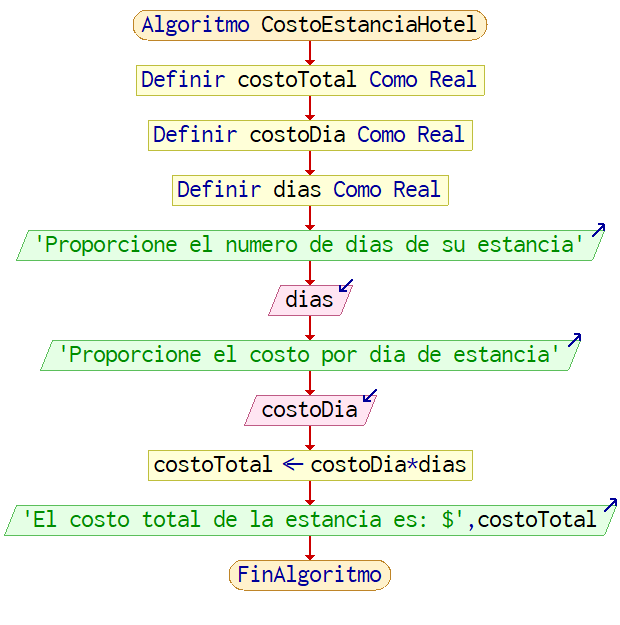 Algoritmo CostoEstanciaHotel
Definir costoTotal Como Real
Definir costoDia Como Real
Definir dias Como Real
'Proporcione el numero de dias de su estancia'
dias
'Proporcione el costo por dia de estancia'
costoDia
costoTotal ← costoDia*dias
'El costo total de la estancia es: $',costoTotal
FinAlgoritmo